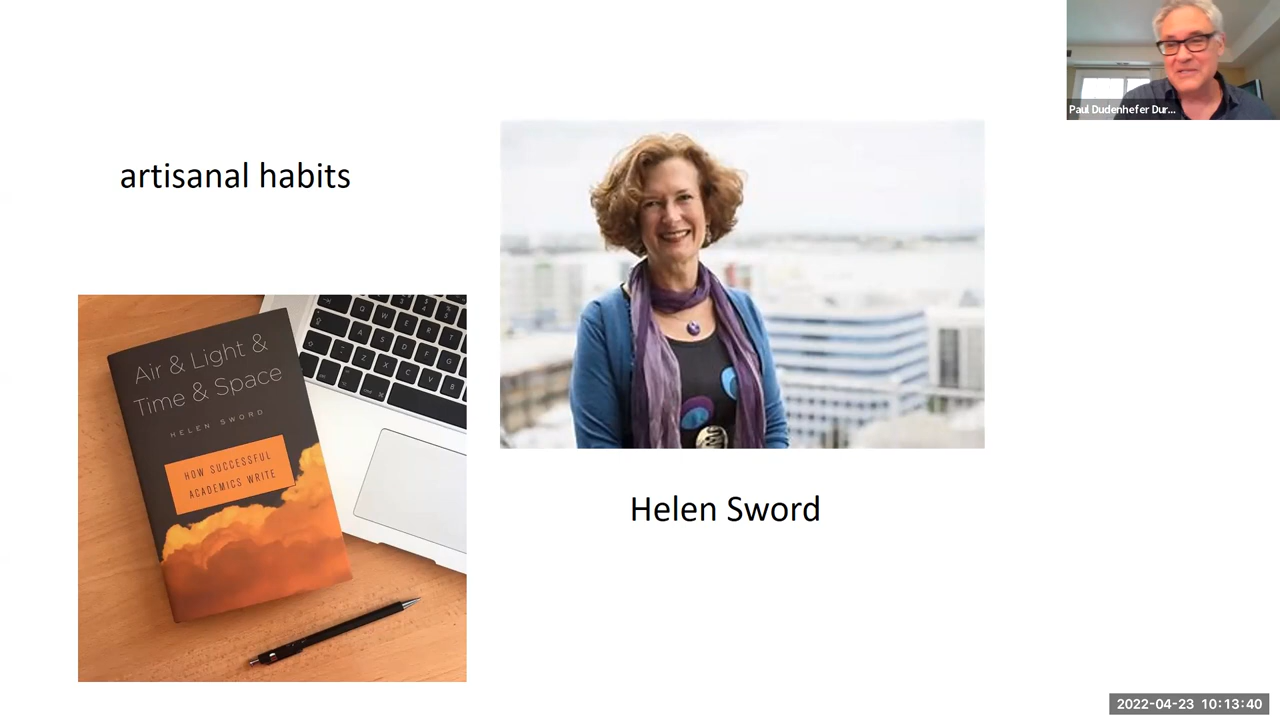 Paul Dudenhefer Dur...
artisanal habits
Air & Light &
Time & Space
HELEN SWORD
HOW SUCCESSFUL
ACADEMICS WRITE
Helen Sword
2022-04-23 10:13:40